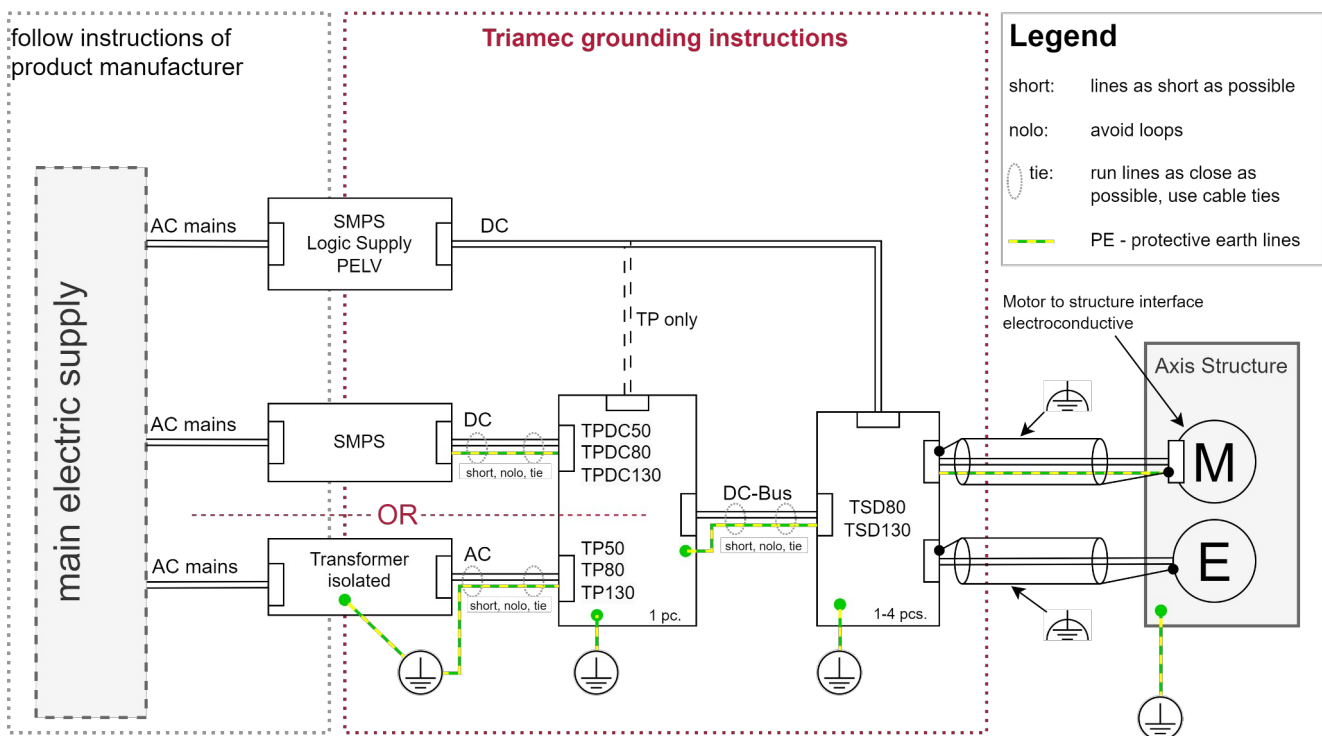 follow instructions of
product manufacturer
Triamec grounding instructions
Legend
short: lines as short as possible
nolo: avoid loops
tie: run lines as close as
possible, use cable ties
PE - protective earth lines
main electric supply
AC mains
SMPS
Logic Supply
PELV
DC
TP only
Motor to structure interface
electroconductive
Axis Structure
AC mains
SMPS
DC
short, nolo, tie
TPDC50
TPDC80
TPDC130
OR
AC mains
Transformer
isolated
AC
short, nolo, tie
TP50
TP80
TP130
1 pc.
DC-Bus
short, nolo, tie
TSD80
TSD130
1-4 pcs.
M
E